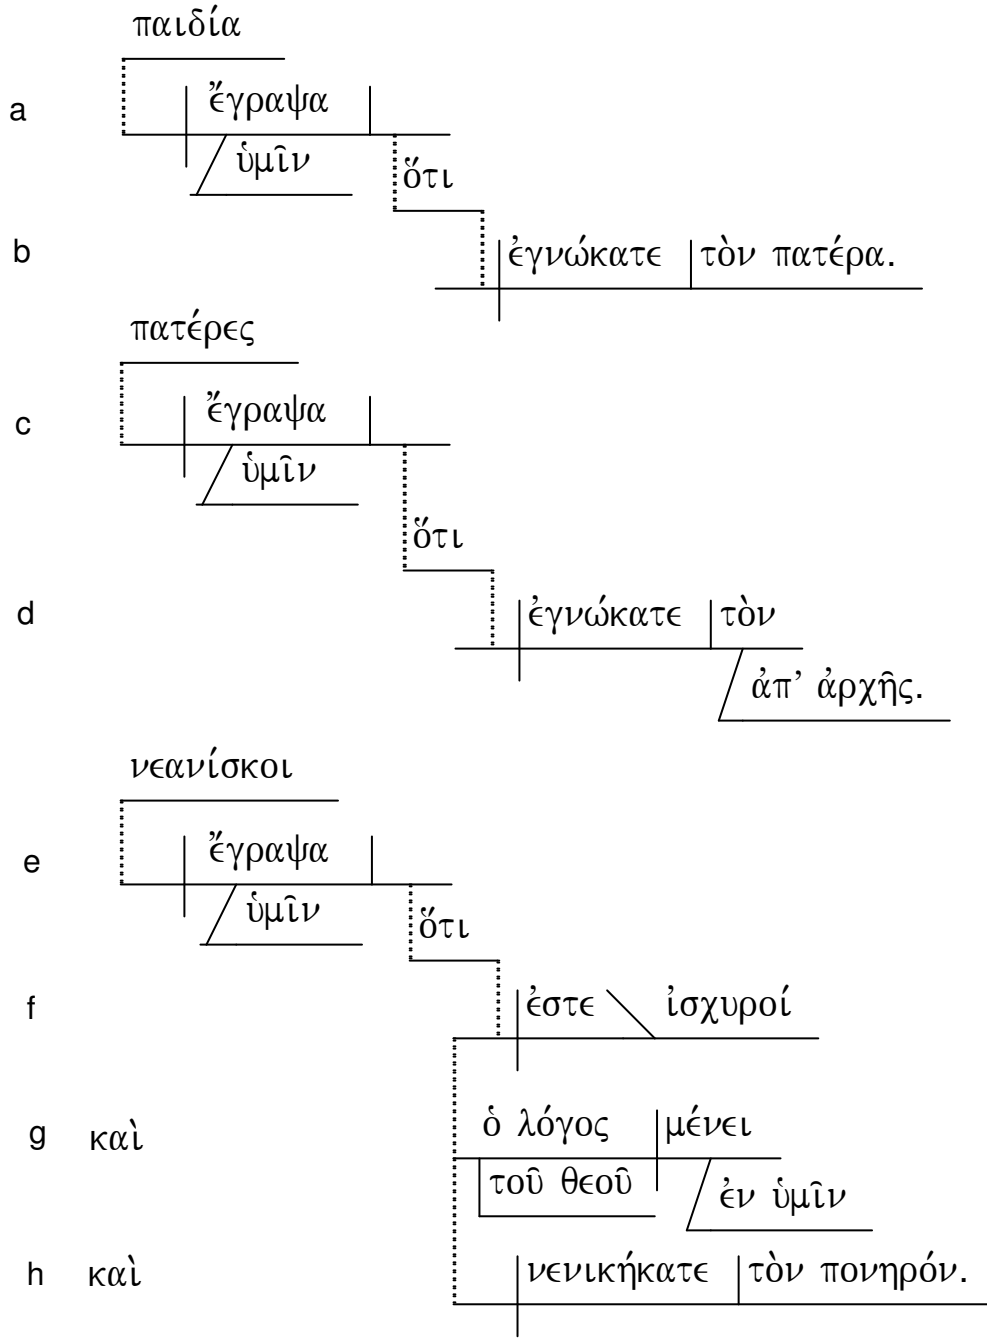 παιδία
a ἔγραψα
ὑμῖν
ὅτι
b ἐγνώκατε τὸν πατέρα.
πατέρες
c ἔγραψα
ὑμῖν
ὅτι
d ἐγνώκατε τὸν
ἀπ’ ἀρχῆς.
νεανίσκοι
e ἔγραψα
ὑμῖν
ὅτι
f ἐστε ἰσχυροί
g καὶ ὁ λόγος μένει
τοῦ θεοῦ ἐν ὑμῖν
h καὶ νενικήκατε τὸν πονηρόν.